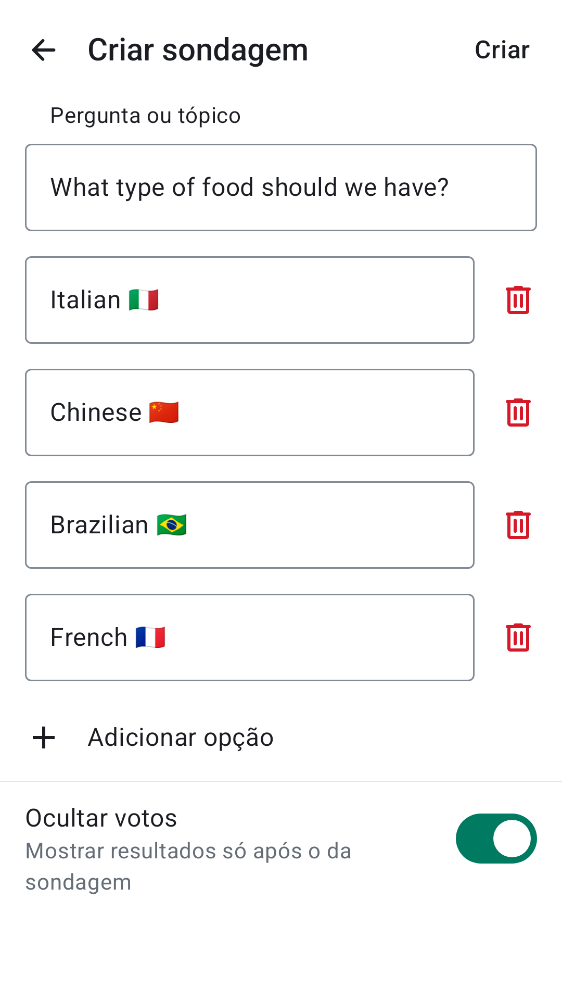 Criar sondagem
Criar
Pergunta ou tópico
What type of food should we have?
Italian 🇮🇹
Chinese 🇨🇳
Brazilian 🇧🇷
French 🇫🇷
Adicionar opção
Ocultar votos
Mostrar resultados só após o da
sondagem